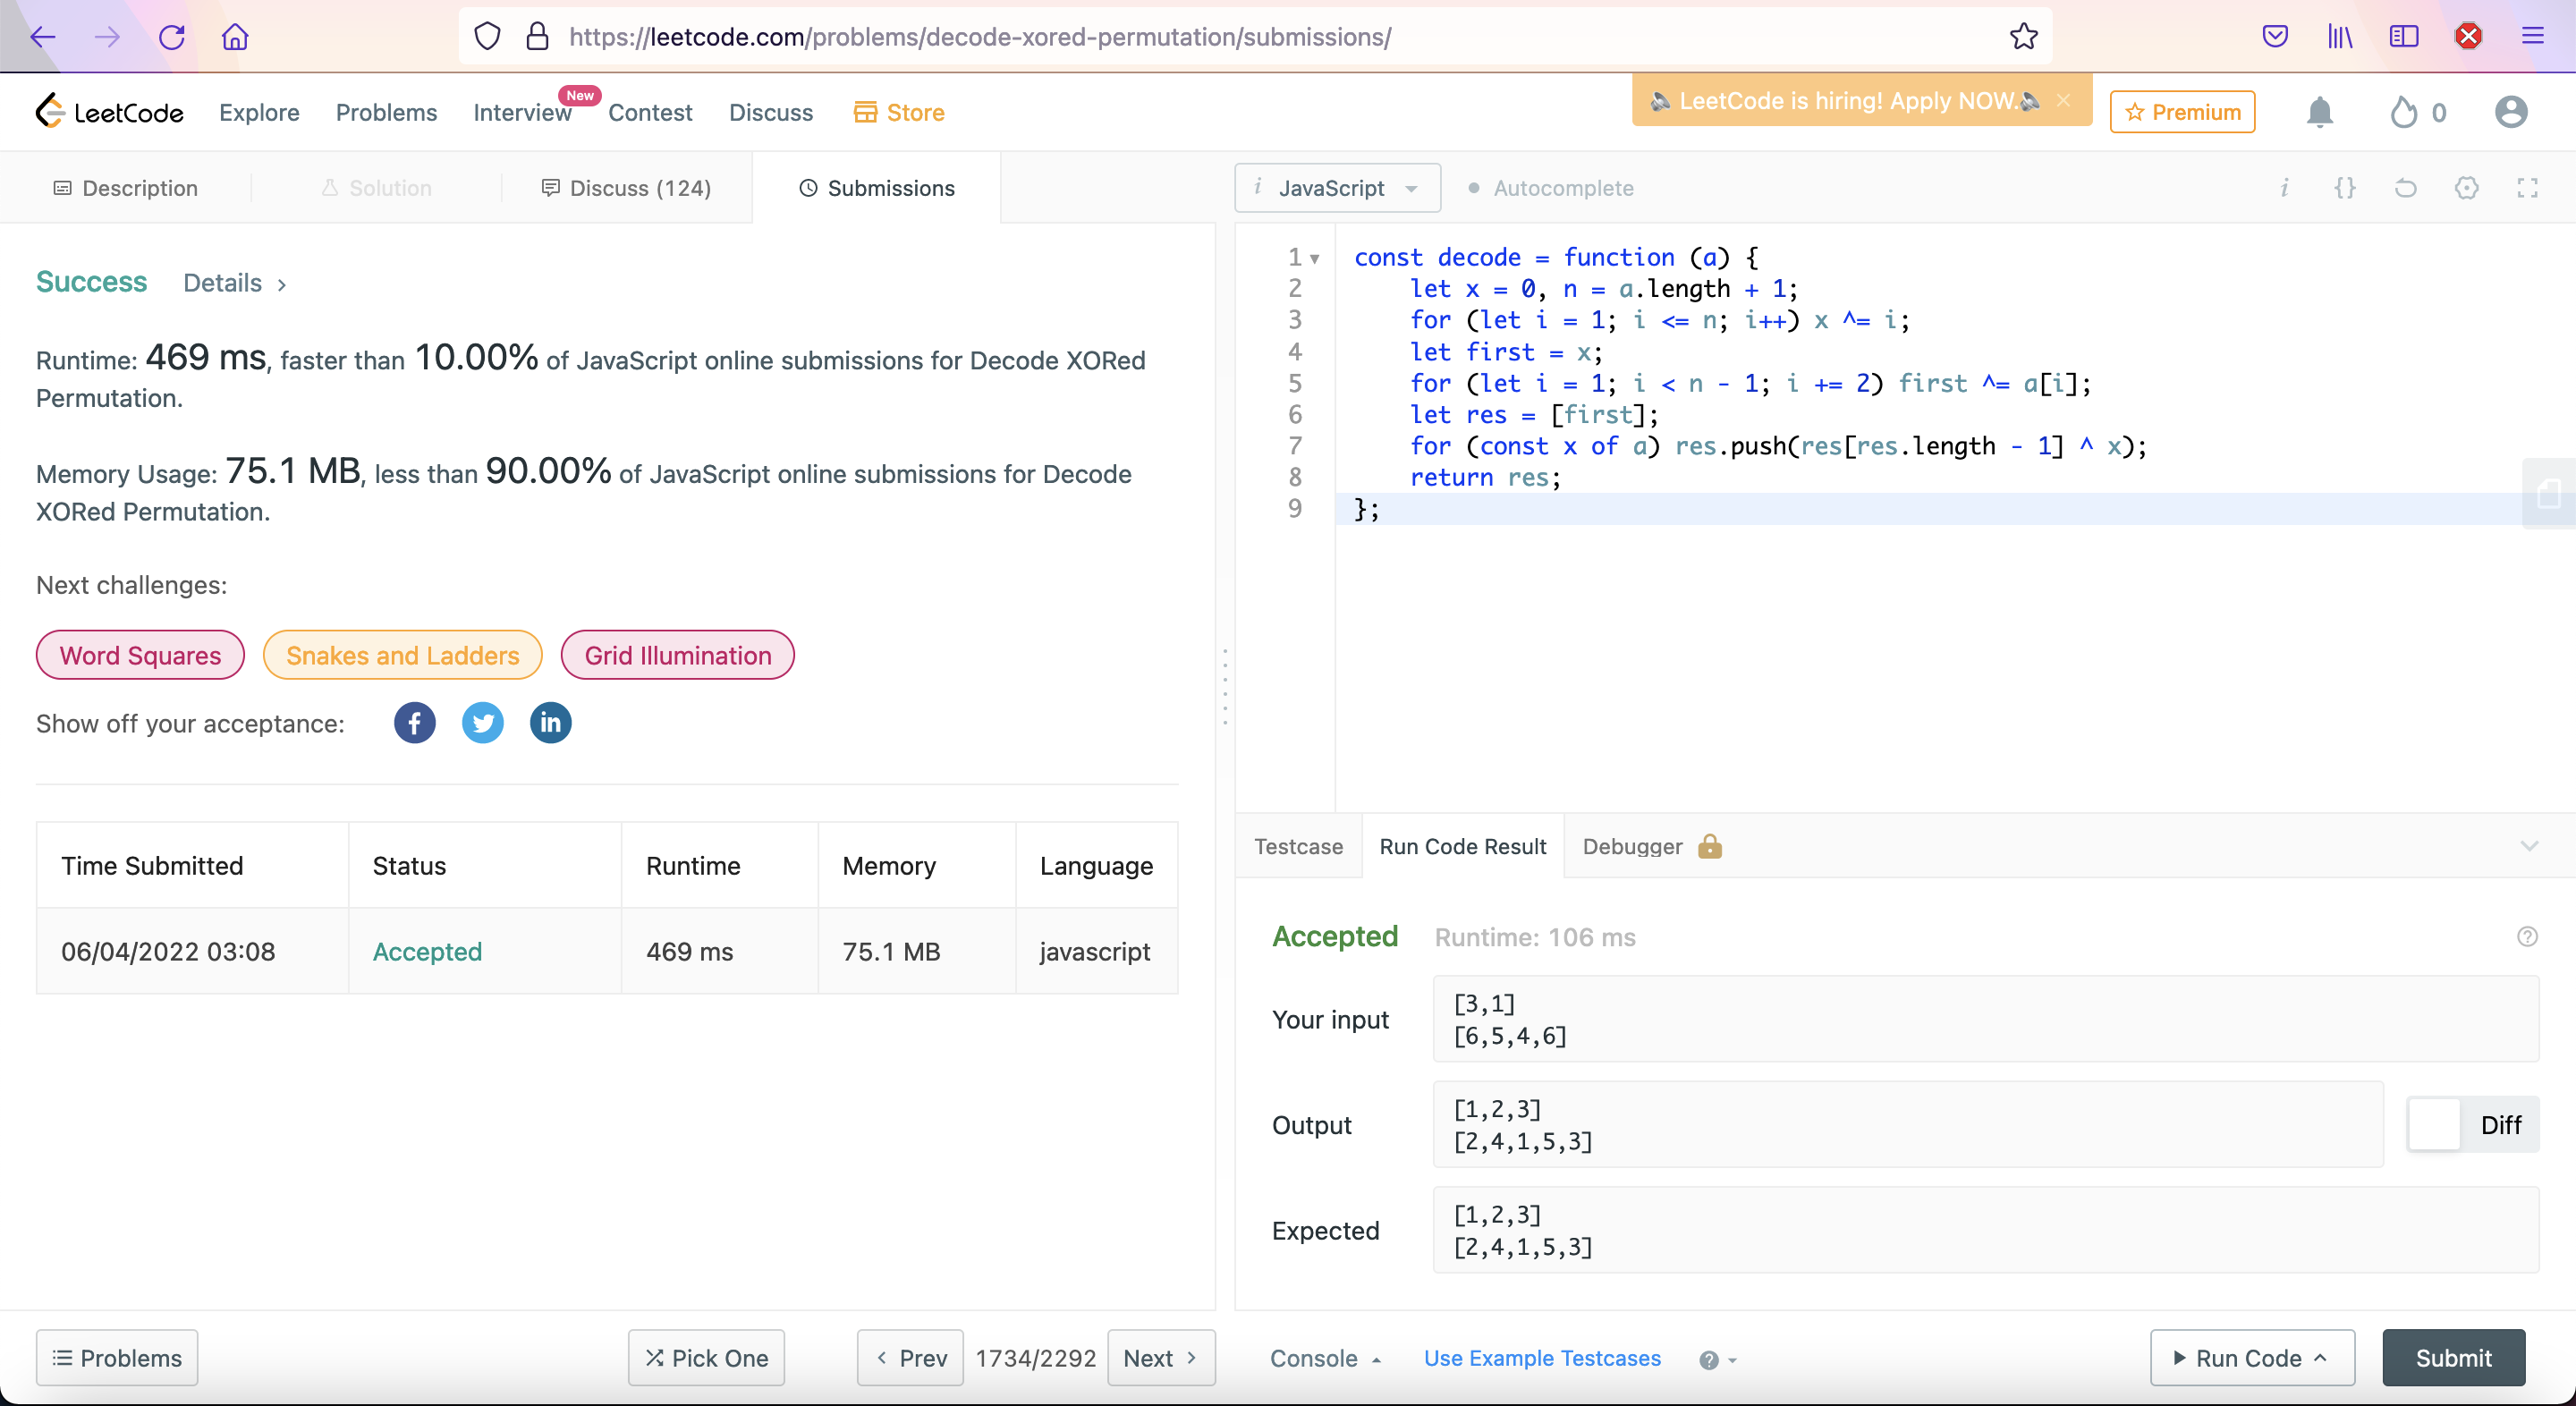 https://leetcode.com/problems/decode-xored-permutation/submissions/
LeetCode Explore Problems Interview New Contest Discuss Store
LeetCode is hiring! Apply NOW. × Premium 0
Description Solution Discuss (124) Submissions
i JavaScript Autocomplete
Success Details >
Runtime: 469 ms, faster than 10.00% of JavaScript online submissions for Decode XORed
Permutation.
Memory Usage: 75.1 MB, less than 90.00% of JavaScript online submissions for Decode
XORed Permutation.
Next challenges:
Word Squares Snakes and Ladders Grid Illumination
Show off your acceptance:
Time Submitted Status Runtime Memory Language
06/04/2022 03:08 Accepted 469 ms 75.1 MB javascript
1 const decode = function (a) {
2 let x = 0, n = a.length + 1;
3 for (let i = 1; i <= n; i++) x ^= i;
4 let first = x;
5 for (let i = 1; i < n - 1; i += 2) first ^= a[i];
6 let res = [first];
7 for (const x of a) res.push(res[res.length - 1] ^ x);
8 return res;
9 };
Testcase Run Code Result Debugger
Accepted Runtime: 106 ms
Your input
[3,1]
[6,5,4,6]
Output
[1,2,3]
[2,4,1,5,3]
Diff
Expected
[1,2,3]
[2,4,1,5,3]
Problems Pick One < Prev 1734/2292 Next >
Console Use Example Testcases Run Code Submit